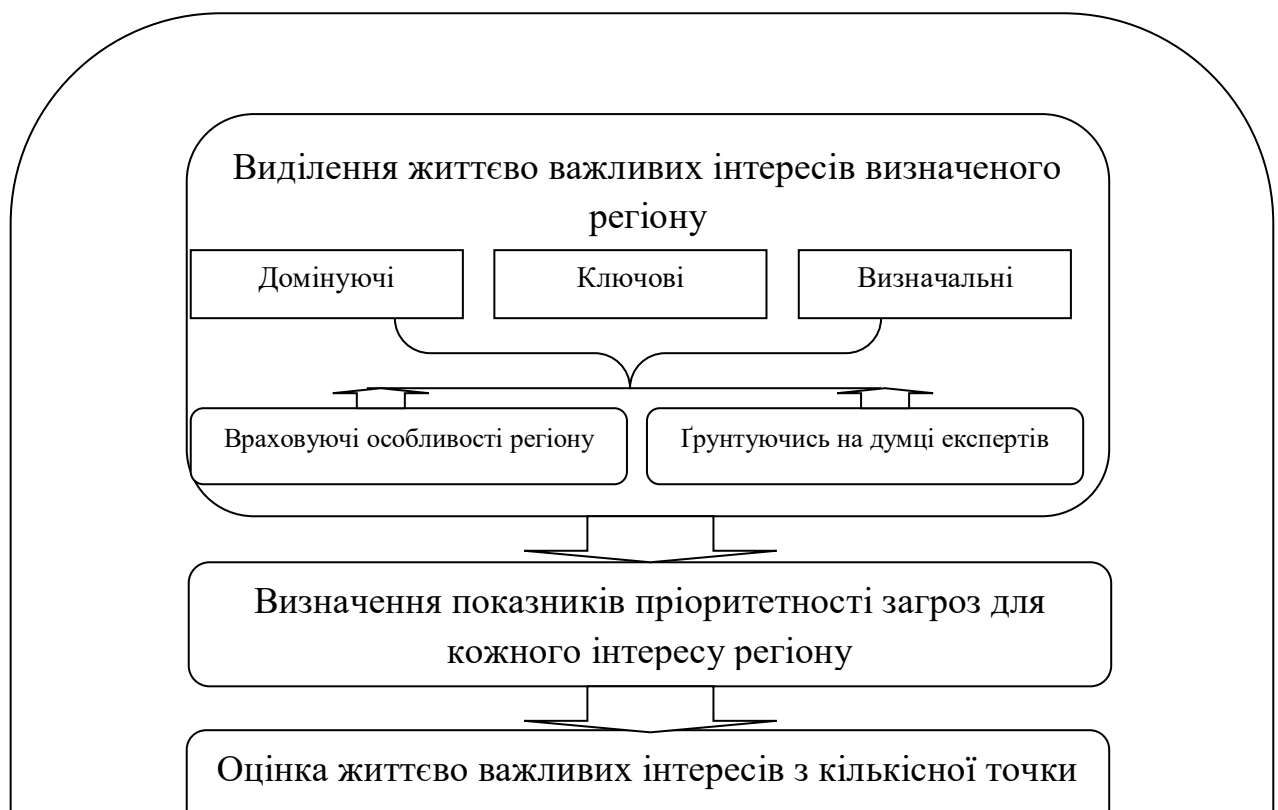 Виділення життєво важливих інтересів визначеного
регіону
Домінуючі
Ключові
Визначальні
Враховуючі особливості регіону
Ґрунтуючись на думці експертів
Визначення показників пріоритетності загроз для
кожного інтересу регіону
Оцінка життєво важливих інтересів з кількісної точки